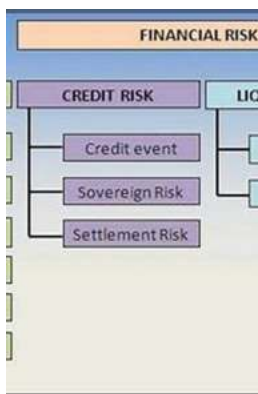 FINANCIAL RISK
CREDIT RISK
Credit event
Sovereign Risk
Settlement Risk